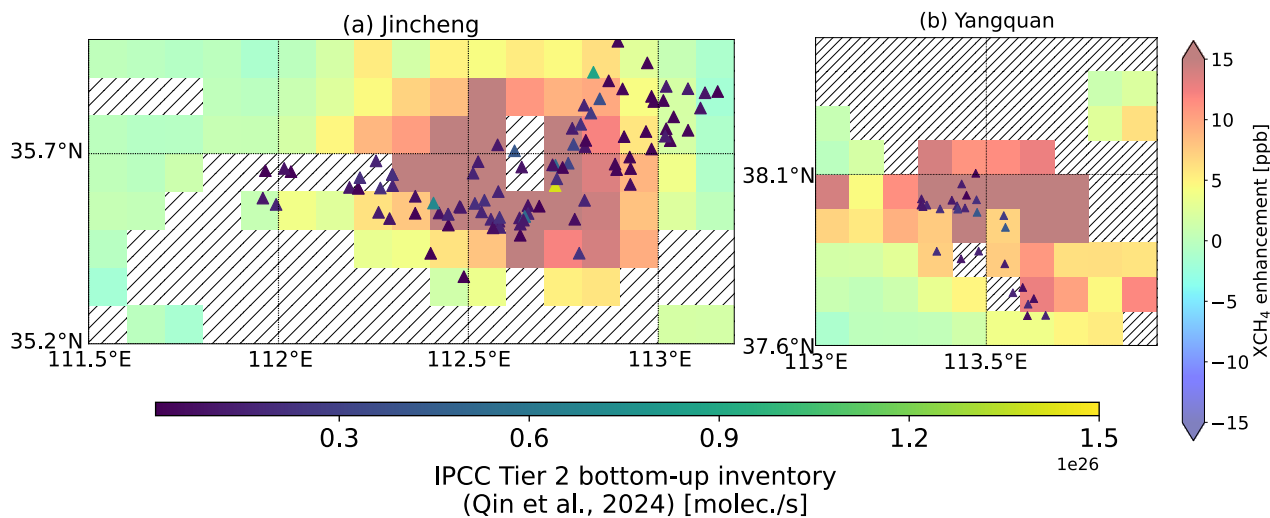 (a) Jincheng
(b) Yangquan
35.7°N
35.2°N
111.5°E
112°E
112.5°E
113°E
38.1°N
37.6°N
113°E
113.5°E
15
10
5
0
−5
−10
−15
XCH₄ enhancement [ppb]
0.3
0.6
0.9
1.2
1.5
1e26
IPCC Tier 2 bottom-up inventory
(Qin et al., 2024) [molec./s]